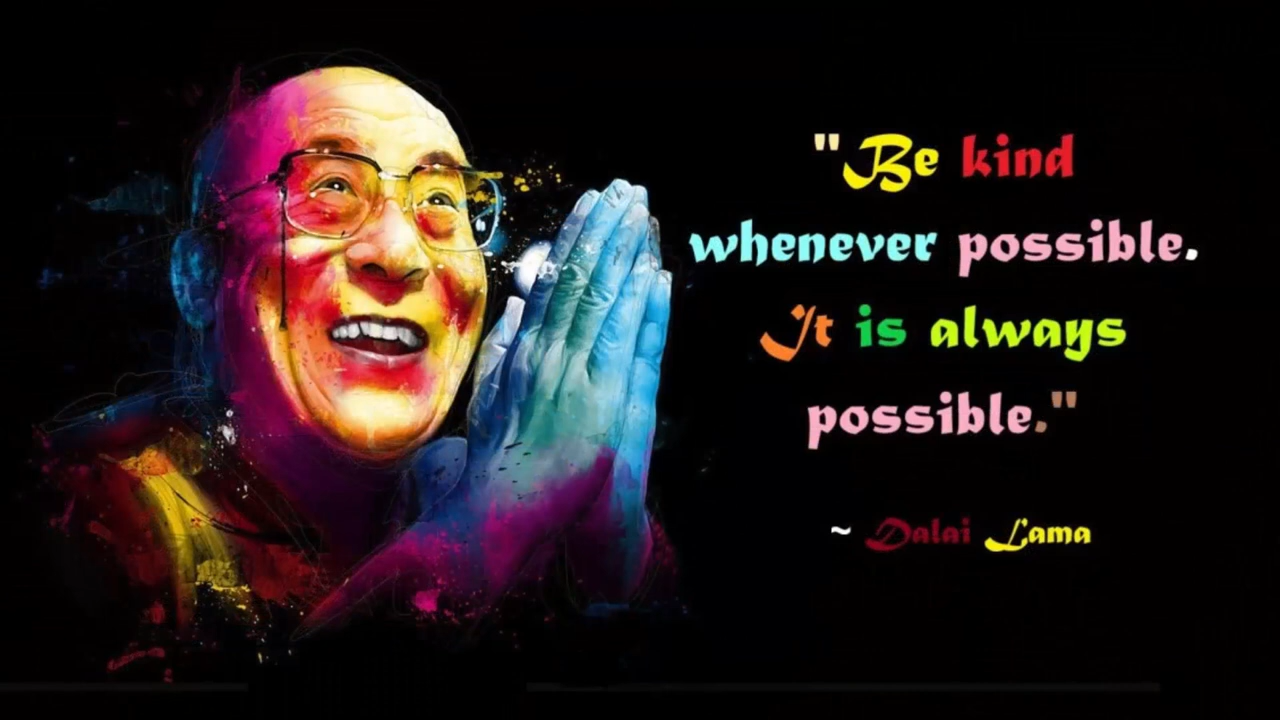 "Be kind
whenever possible.
It is always
possible."
~ Dalai Lama